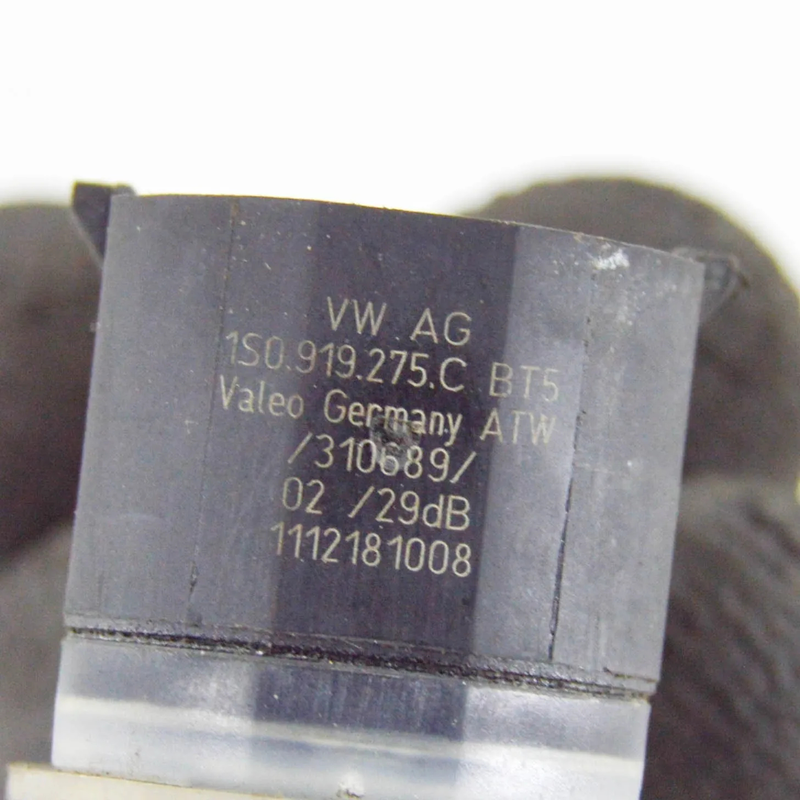 VW AG
1S0.919.275.C BT5
Valeo Germany ATW
/310689/
02 /29dB
1112181008